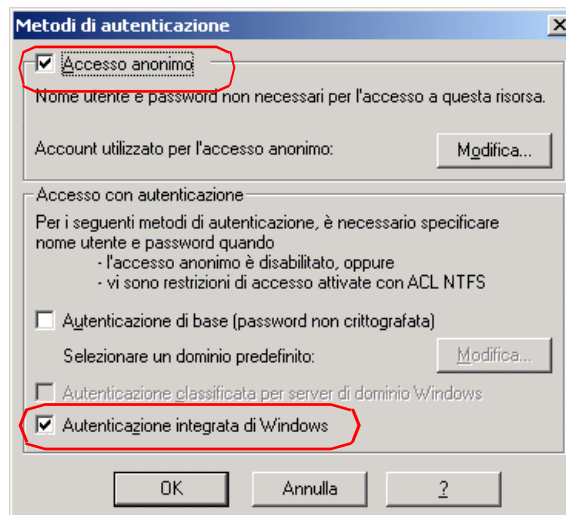 Metodi di autenticazione
Accesso anonimo
Nome utente e password non necessari per l'accesso a questa risorsa.
Account utilizzato per l'accesso anonimo:
Modifica...
Accesso con autenticazione
Per i seguenti metodi di autenticazione, è necessario specificare
nome utente e password quando
- l'accesso anonimo è disabilitato, oppure
- vi sono restrizioni di accesso attivate con ACL NTFS
Autenticazione di base (password non crittografata)
Selezionare un dominio predefinito:
Modifica...
Autenticazione classificata per server di dominio Windows
Autenticazione integrata di Windows
OK
Annulla
?